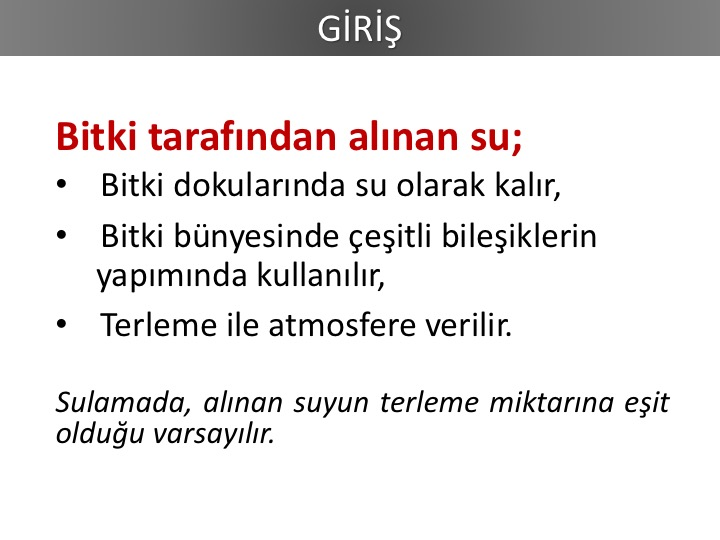 GİRİŞ
Bitki tarafından alınan su;
• Bitki dokularında su olarak kalır,
• Bitki bünyesinde çeşitli bileşiklerin
yapımında kullanılır,
• Terleme ile atmosfere verilir.
Sulamada, alınan suyun terleme miktarına eşit
olduğu varsayılır.